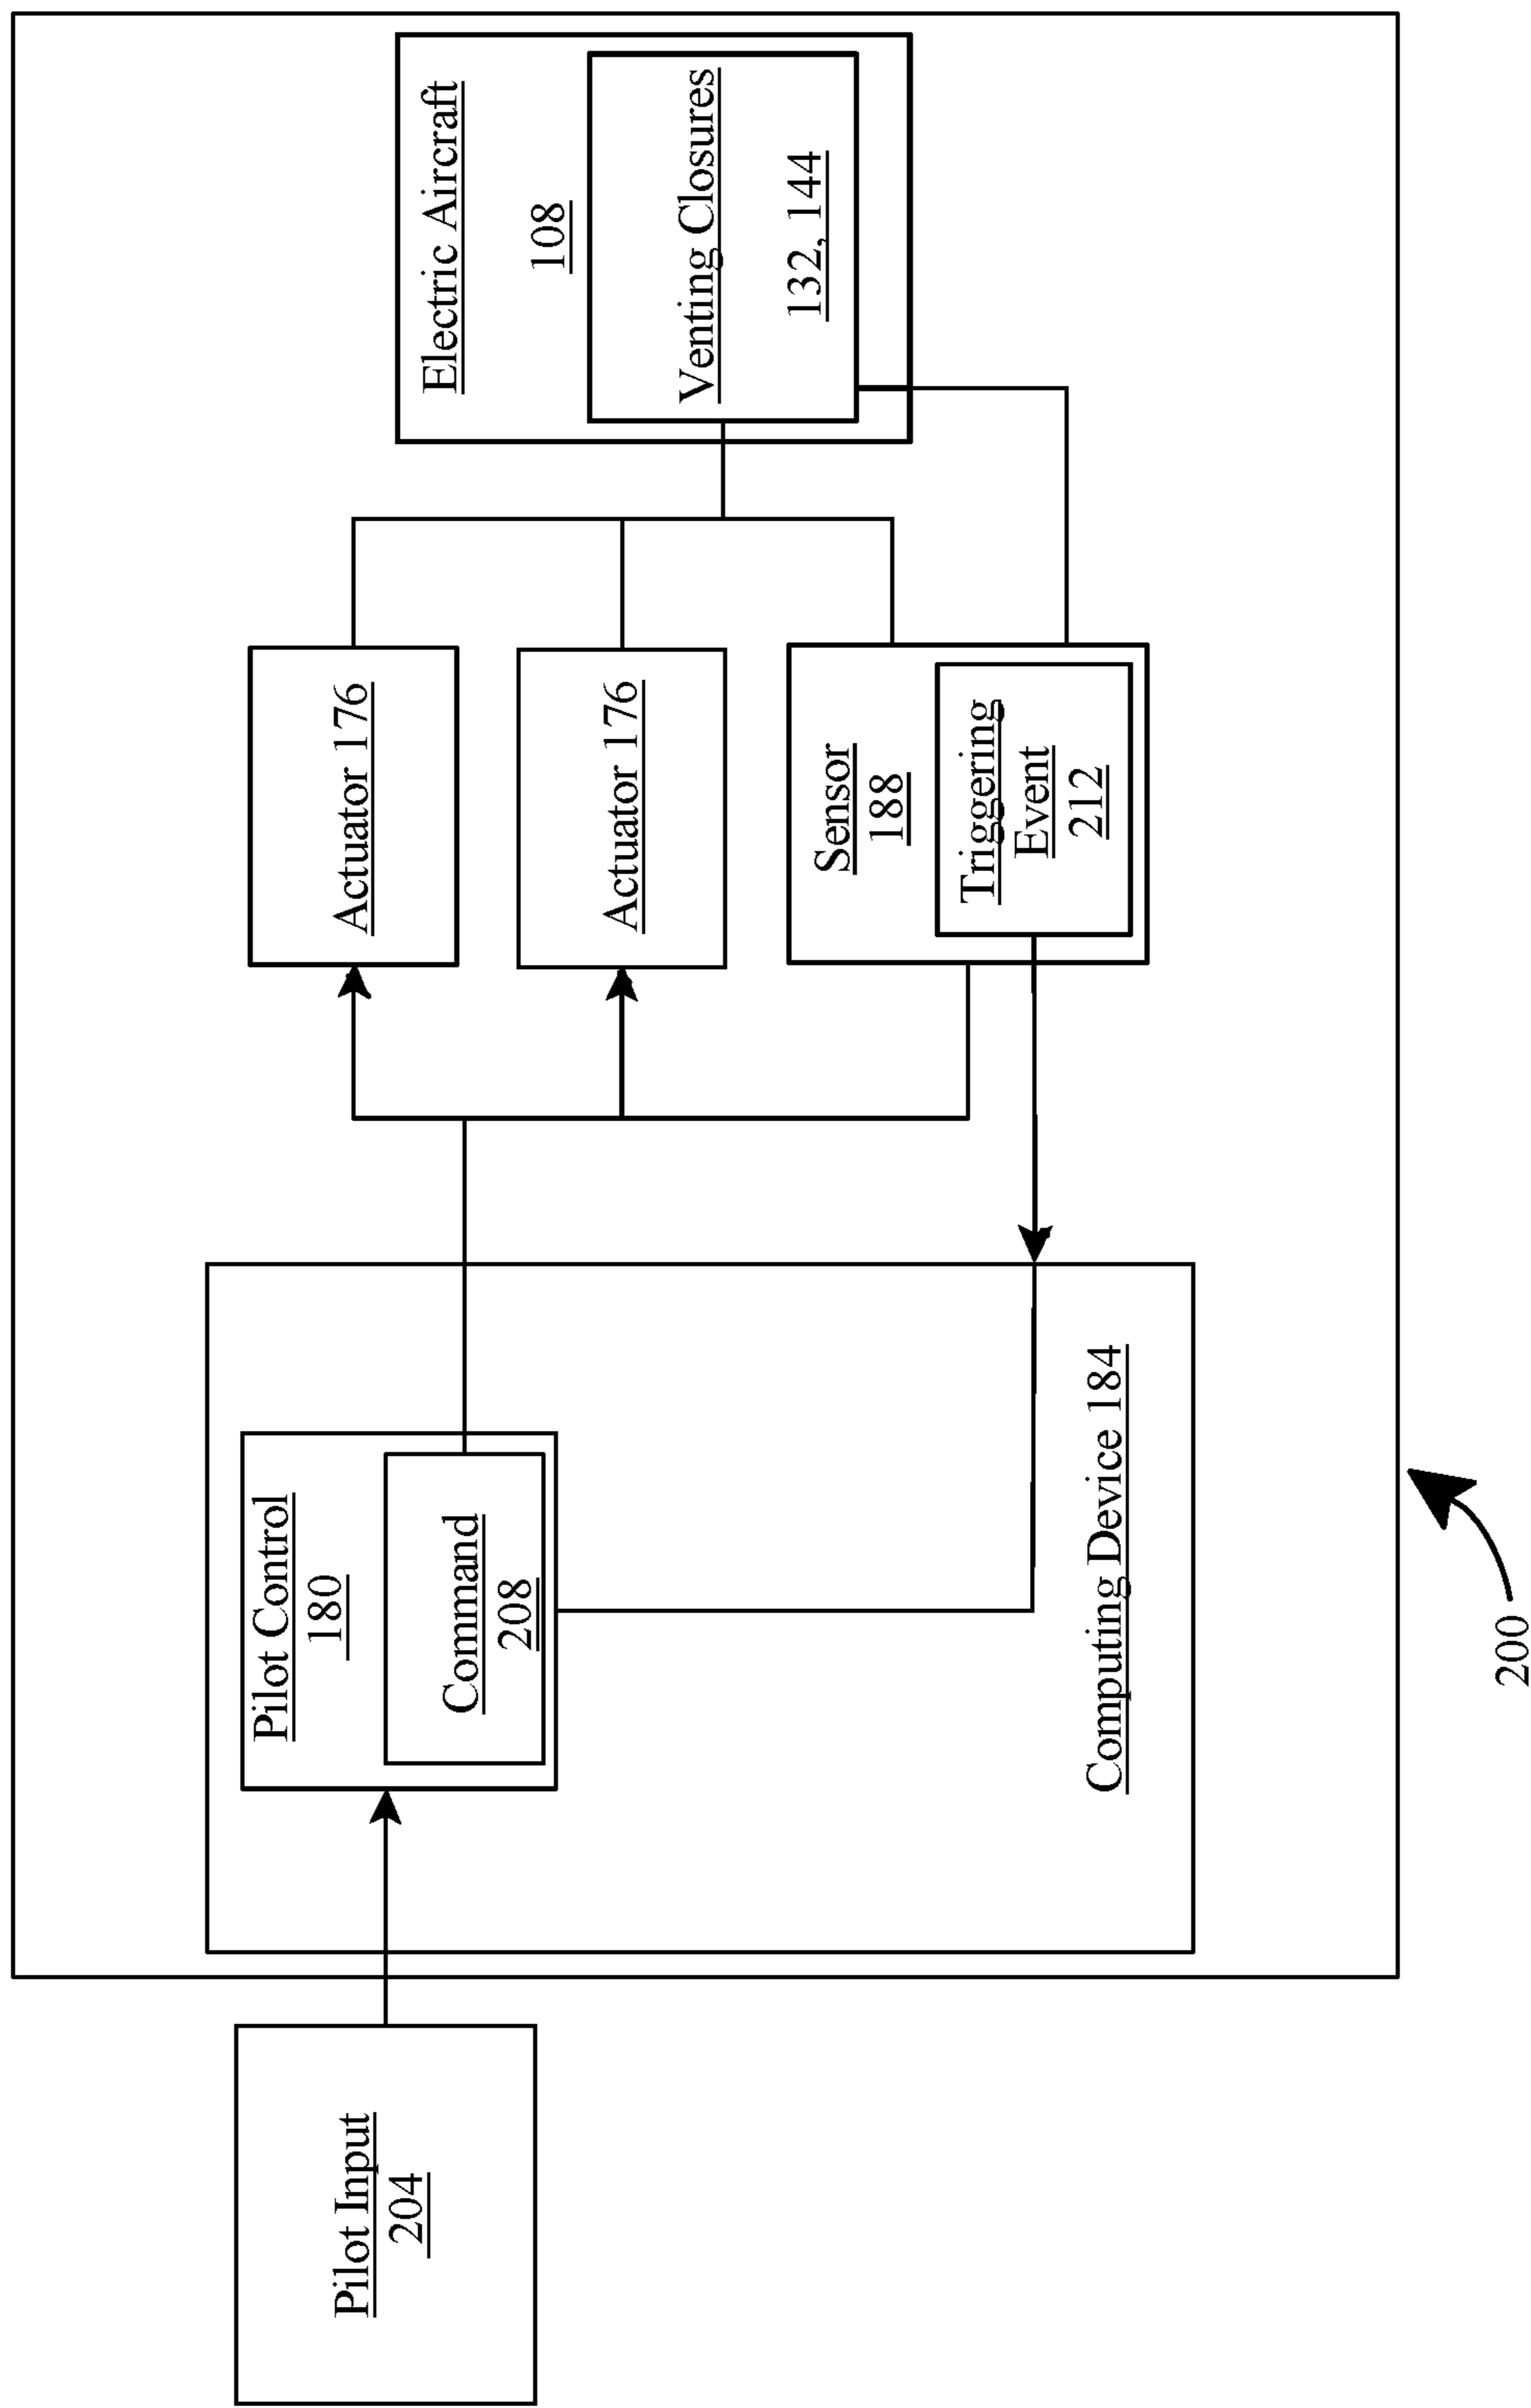 Pilot Input
204
Pilot Control
180
Command
208
Computing Device 184
Actuator 176
Actuator 176
Sensor
188
Triggering
Event
212
Electric Aircraft
108
Venting Closures
132, 144
200